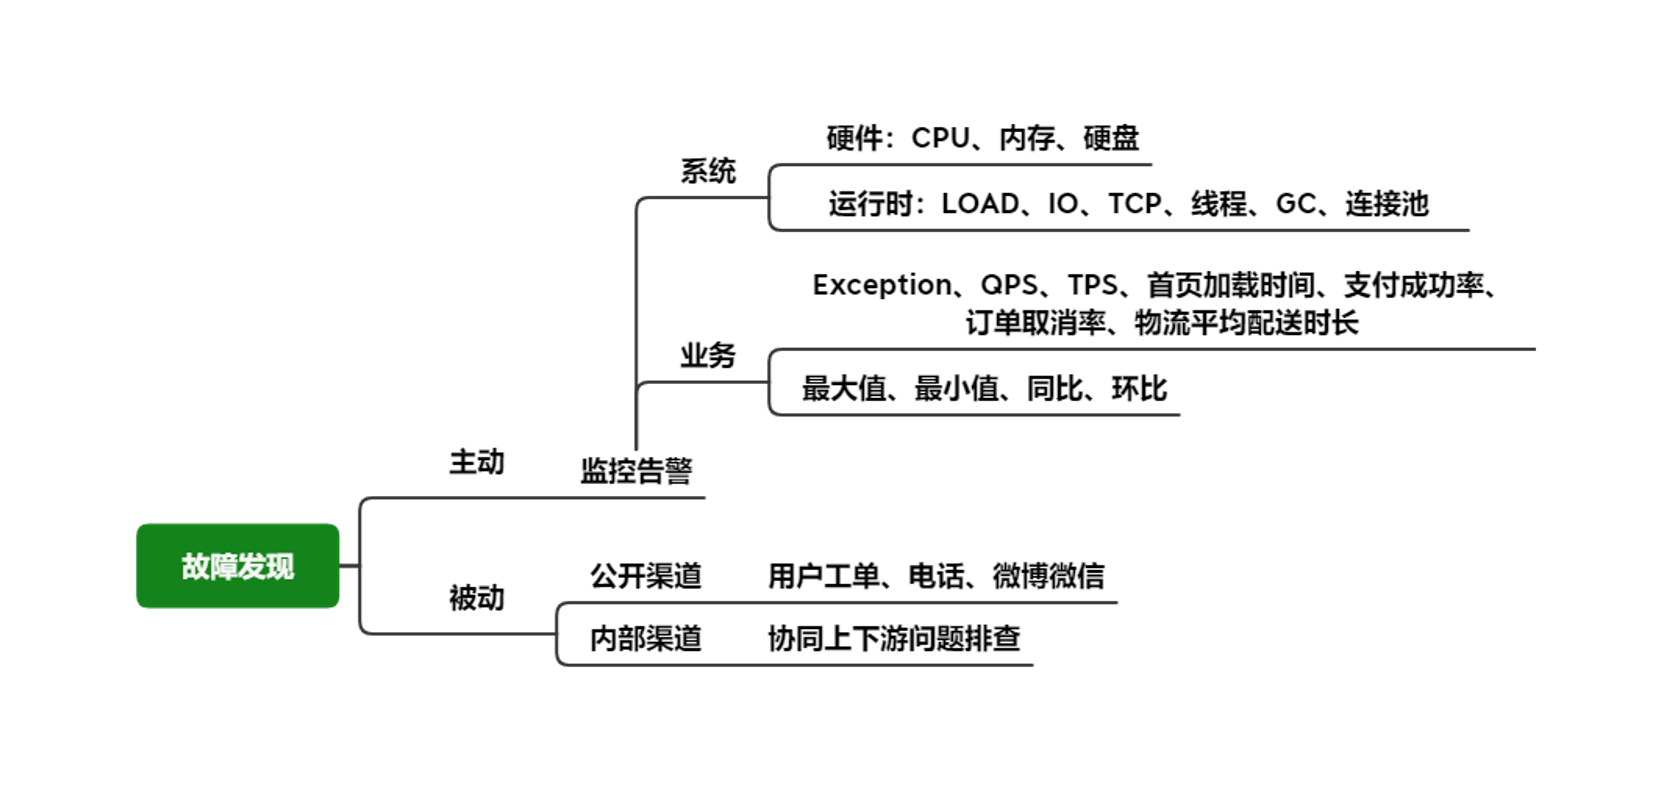 硬件：CPU、内存、硬盘
系统
运行时：LOAD、IO、TCP、线程、GC、连接池
Exception、QPS、TPS、首页加载时间、支付成功率、
订单取消率、物流平均配送时长
业务
最大值、最小值、同比、环比
主动 监控告警
故障发现
公开渠道 用户工单、电话、微博微信
被动
内部渠道 协同上下游问题排查